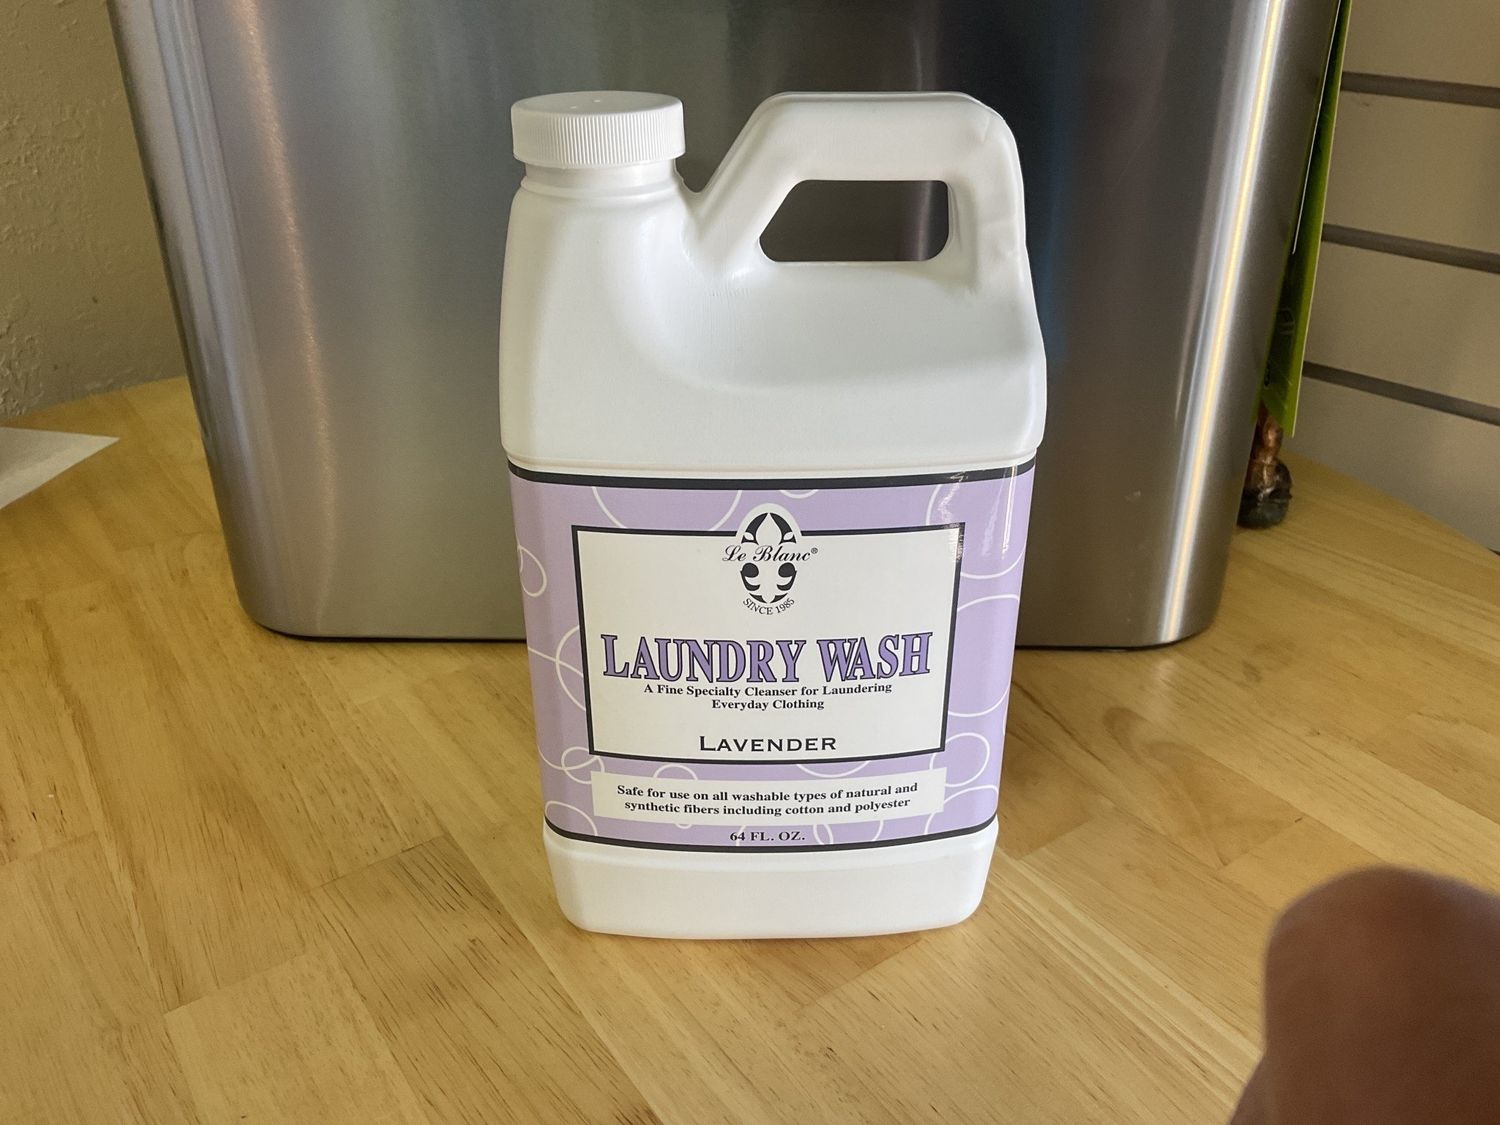 Le Blanc®
SINCE 1985
LAUNDRY WASH
A Fine Specialty Cleanser for Laundering
Everyday Clothing
LAVENDER
Safe for use on all washable types of natural and
synthetic fibers including cotton and polyester
64 FL. OZ.